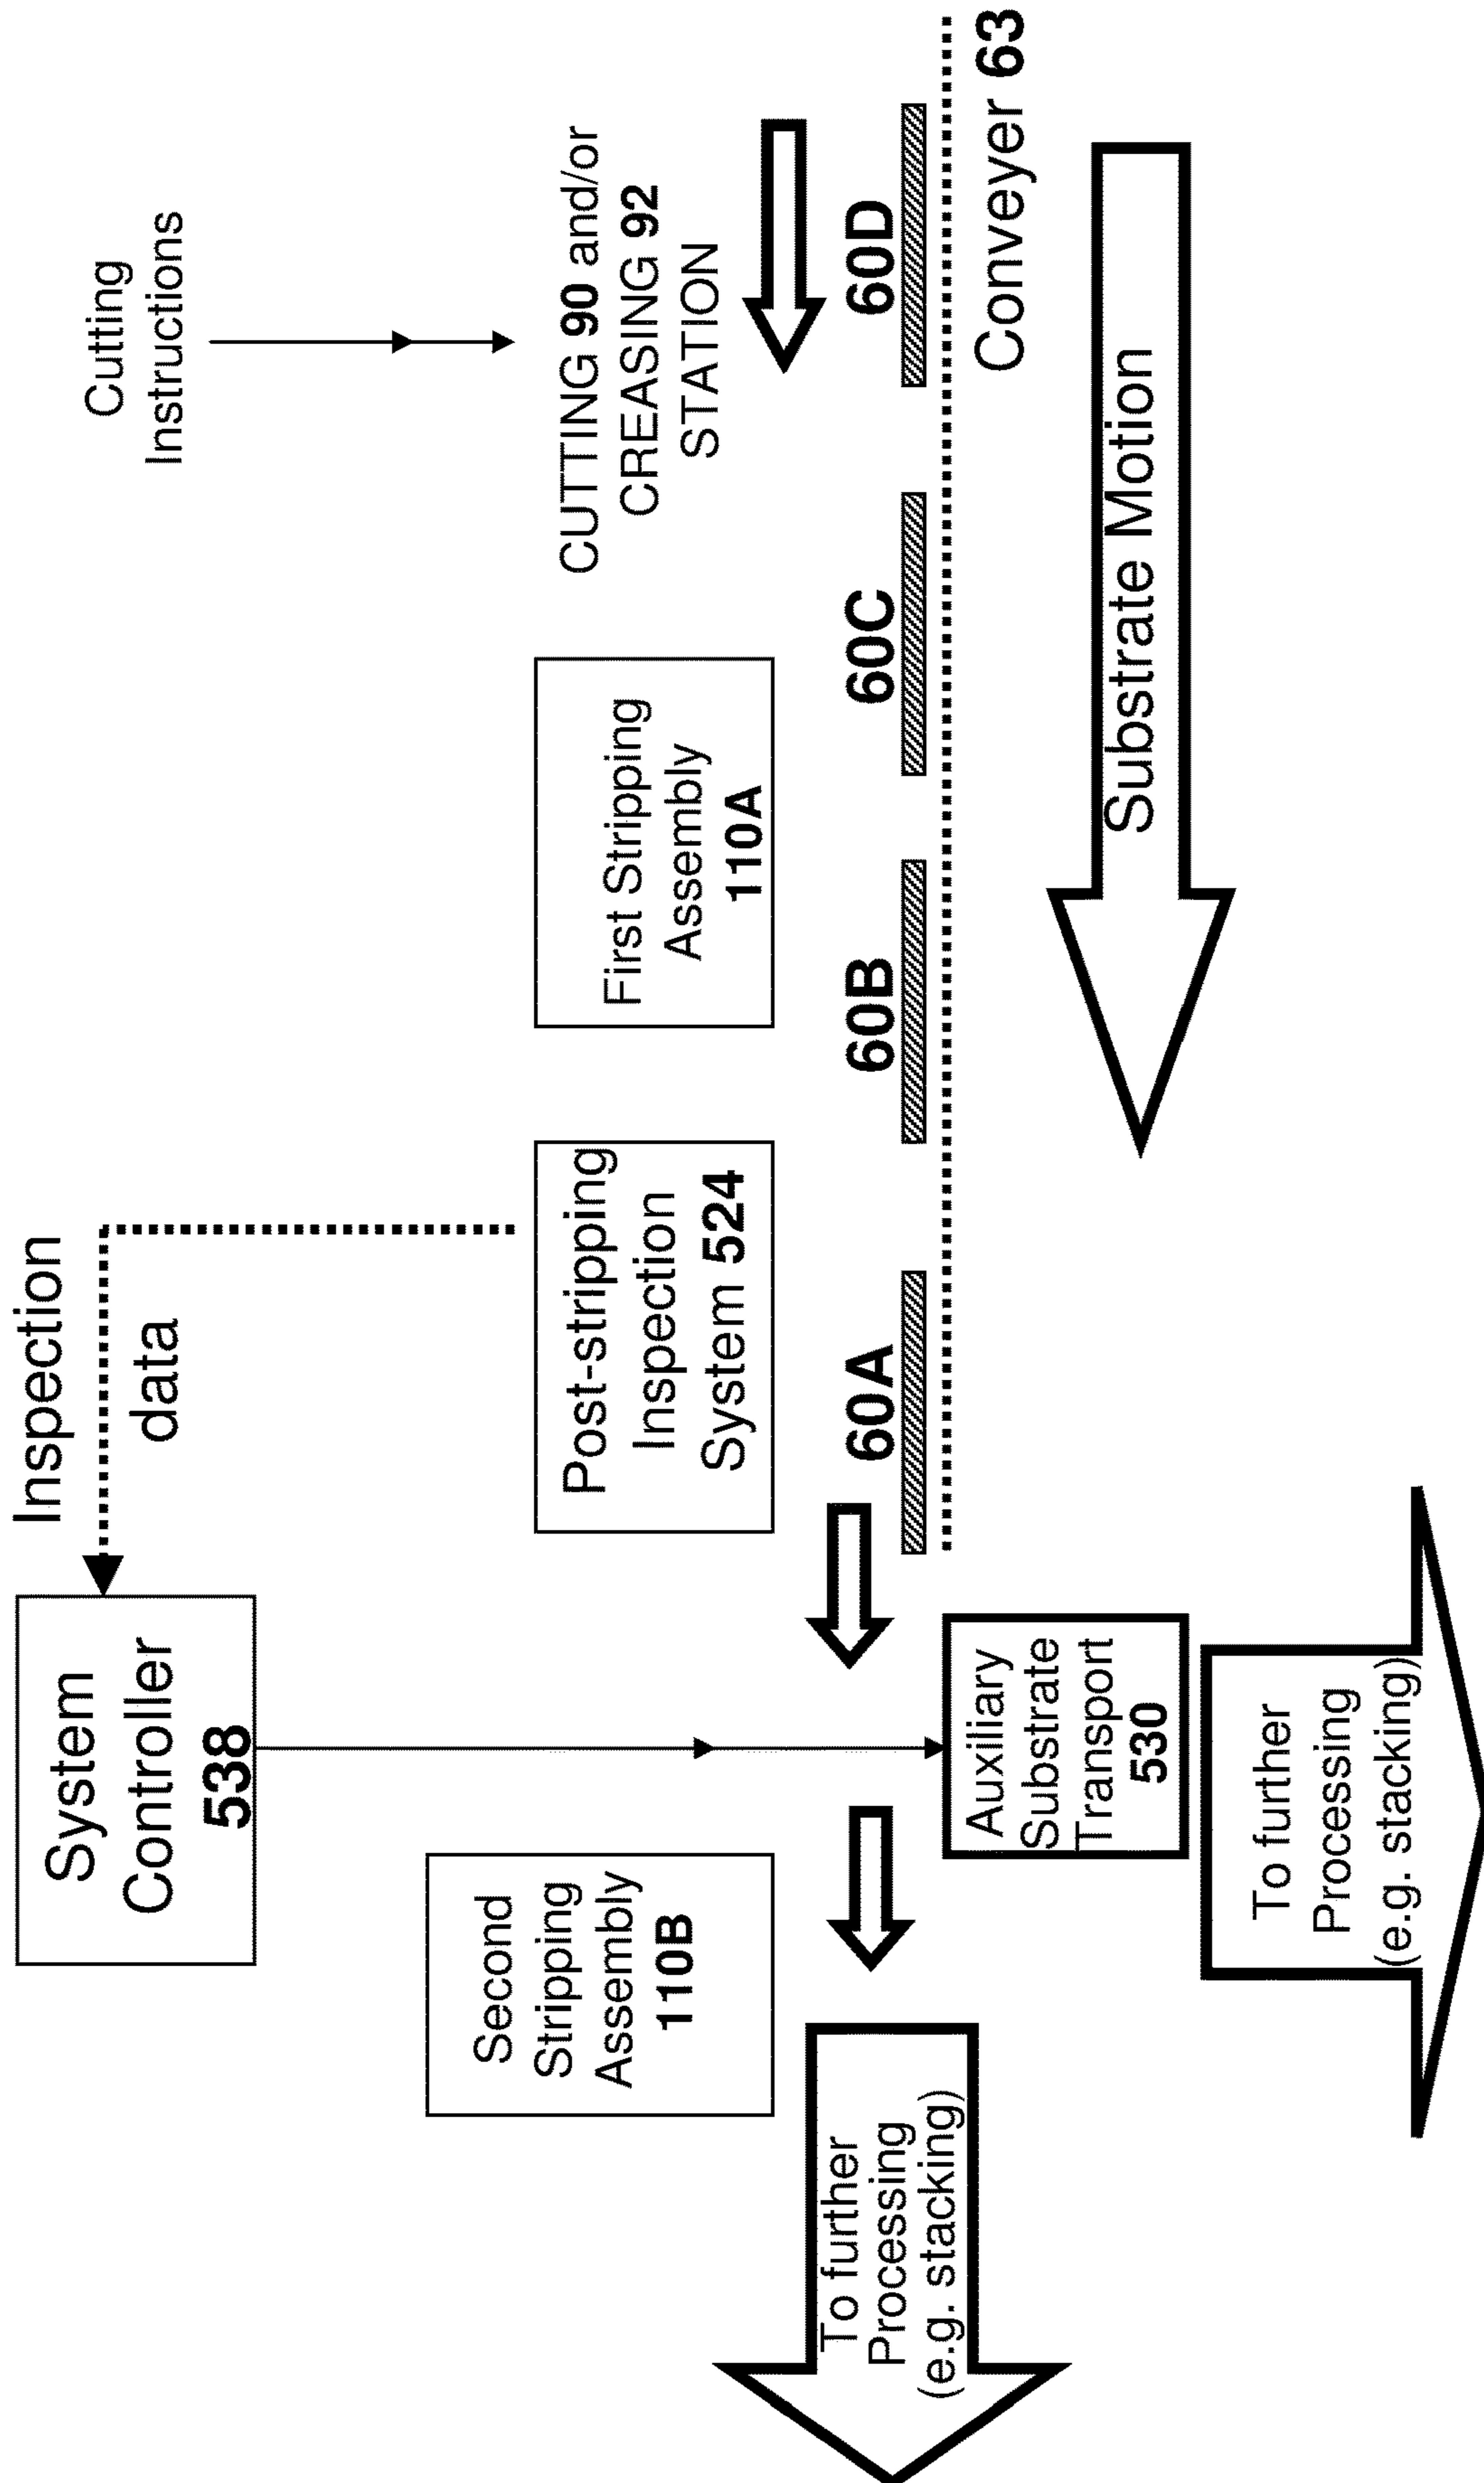 Inspection
data
Cutting
Instructions
System
Controller
538
Second
Stripping
Assembly
110B
Post-stripping
Inspection
System 524
First Stripping
Assembly
110A
CUTTING 90 and/or
CREASING 92
STATION
60A
60B
60C
60D
Conveyer 63
Auxiliary
Substrate
Transport
530
Substrate Motion
To further
Processing
(e.g. stacking)
To further
Processing
(e.g. stacking)